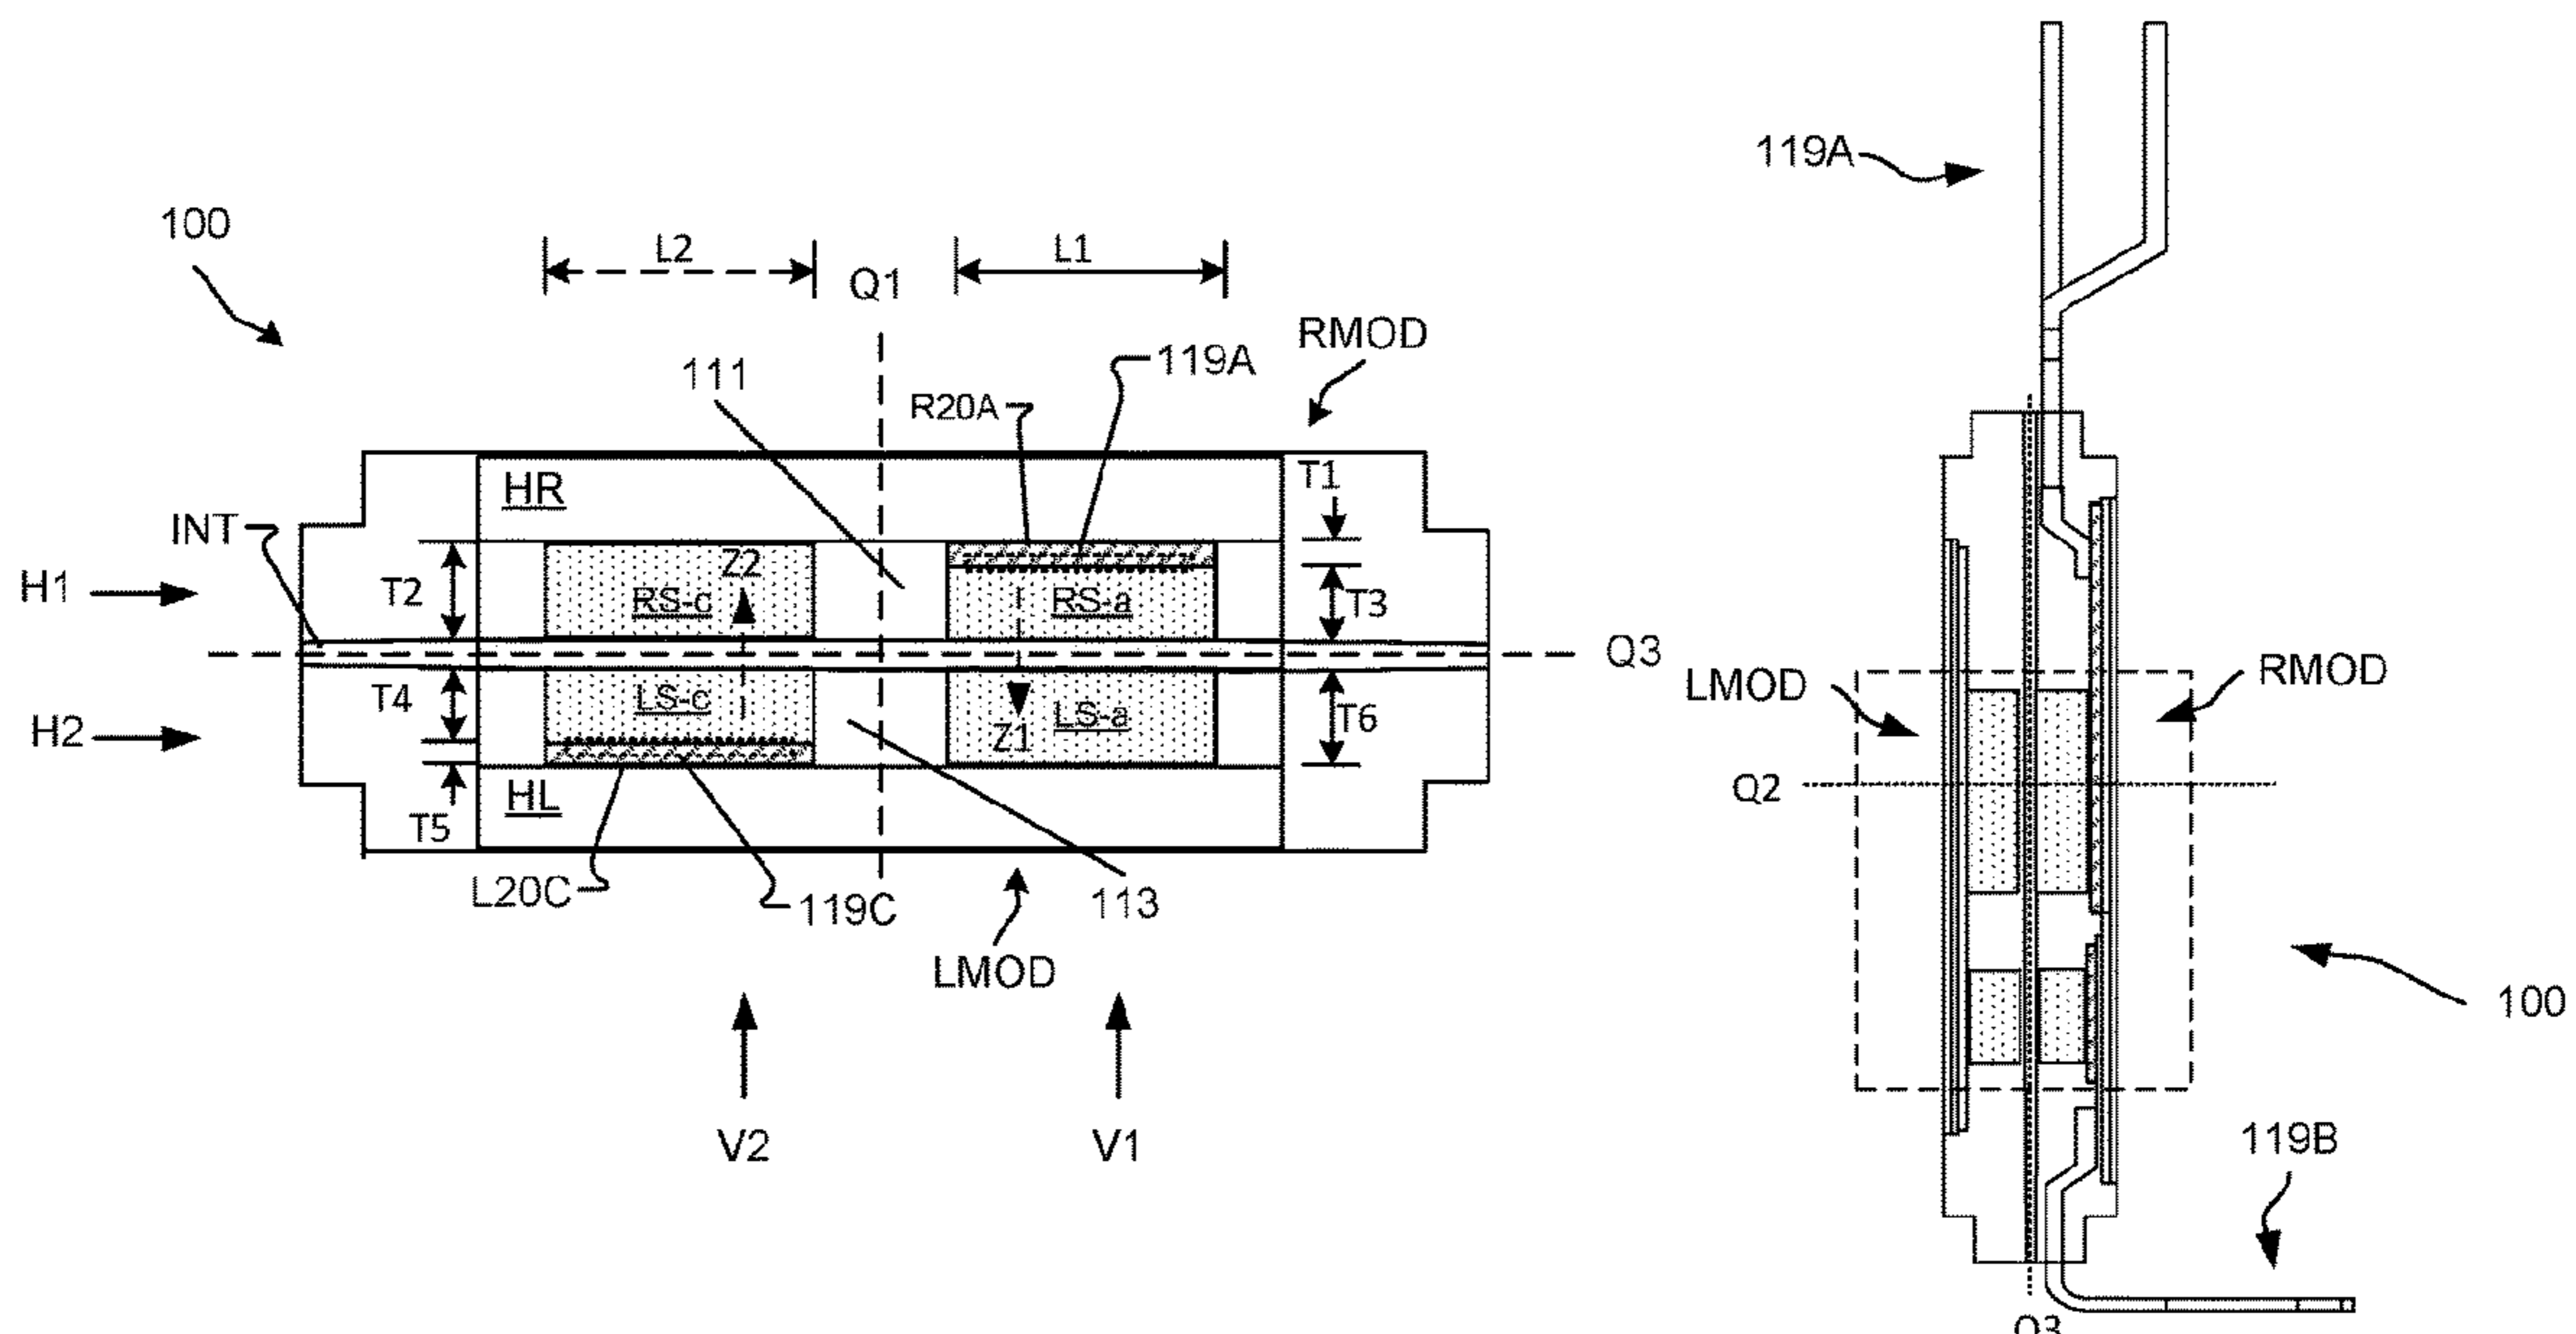 119A
100
L2
L1
Q1
RMOD
111
119A
R20A
HR
T1
INT
H1
T2
RS-c
Z2
RS-a
T3
Q3
LMOD
RMOD
T4
LS-c
Z1
LS-a
T6
H2
Q2
HL
T5
L20C
119C
113
LMOD
100
V2
V1
119B
Q3